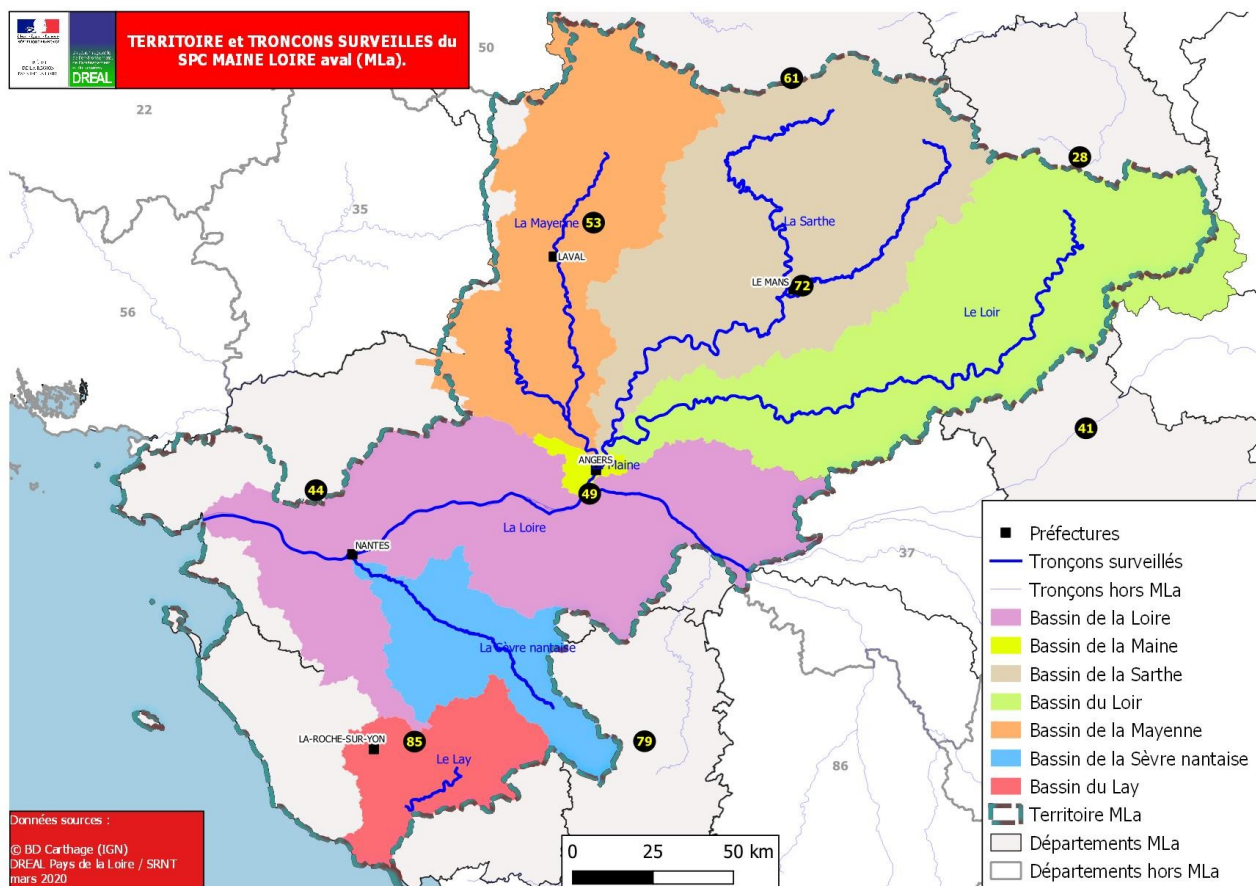 DREAL
TERRITOIRE et TRONCONS SURVEILLES du
SPC MAINE LOIRE aval (MLa).
50
61
22
28
35
La Mayenne
53
La Sarthe
LAVAL
LE MANS
72
56
Le Loir
41
ANGERS
Maine
44
49
La Loire
NANTES
37
La Sèvre nantaise
LA-ROCHE-SUR-YON
85
79
Le Lay
86
Préfectures
Tronçons surveillés
Tronçons hors MLa
Bassin de la Loire
Bassin de la Maine
Bassin de la Sarthe
Bassin du Loir
Bassin de la Mayenne
Bassin de la Sèvre nantaise
Bassin du Lay
Territoire MLa
Départements MLa
Départements hors MLa
Données sources :
© BD Carthage (IGN)
DREAL Pays de la Loire / SRNT
mars 2020
0 25 50 km